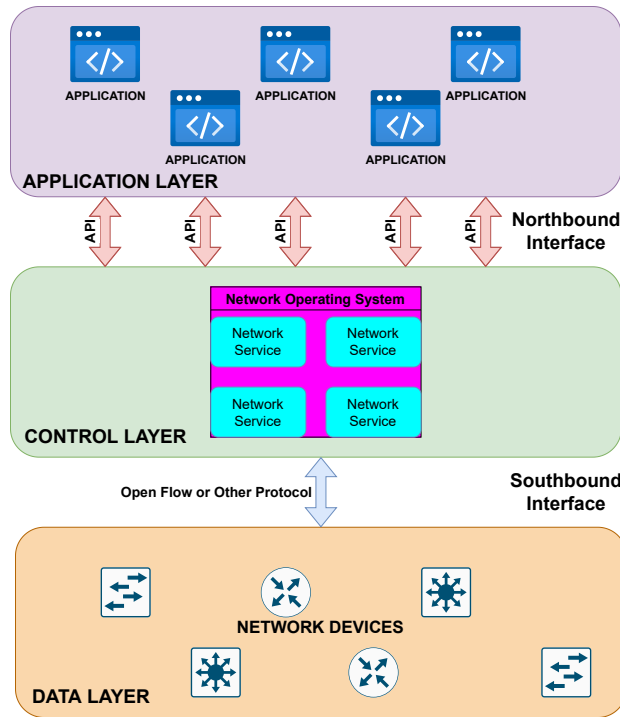 APPLICATION
APPLICATION
APPLICATION
APPLICATION
APPLICATION
APPLICATION LAYER
API
API
API
API
API
Northbound
Interface
Network Operating System
Network
Service
Network
Service
Network
Service
Network
Service
CONTROL LAYER
Open Flow or Other Protocol
Southbound
Interface
NETWORK DEVICES
DATA LAYER